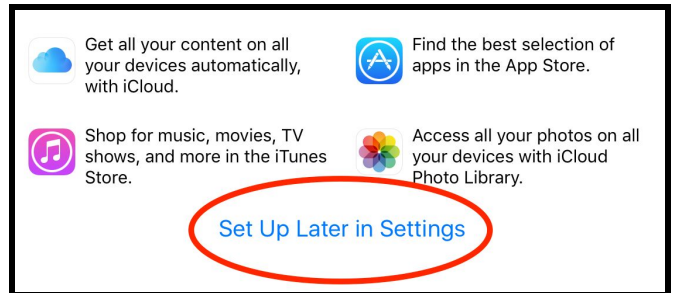 Get all your content on all
your devices automatically,
with iCloud.
Find the best selection of
apps in the App Store.
Shop for music, movies, TV
shows, and more in the iTunes
Store.
Access all your photos on all
your devices with iCloud
Photo Library.
Set Up Later in Settings